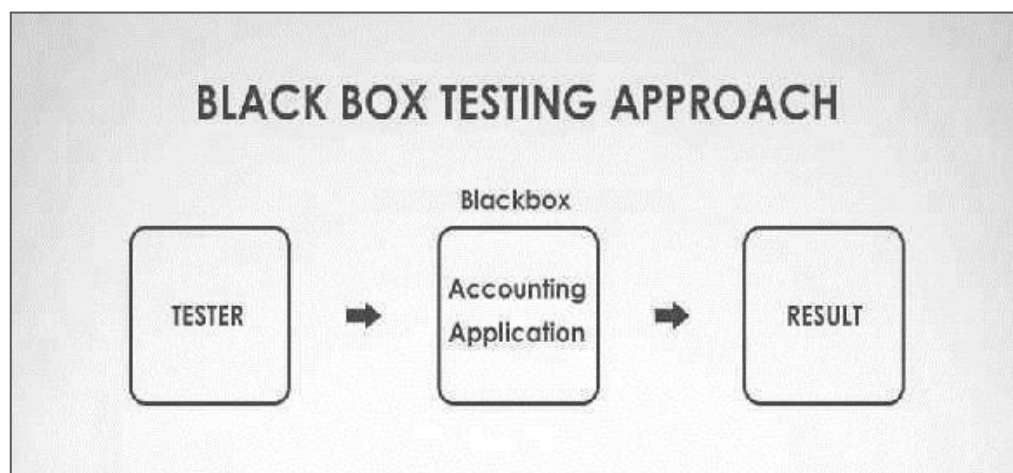 BLACK BOX TESTING APPROACH
Blackbox
TESTER
Accounting
Application
RESULT